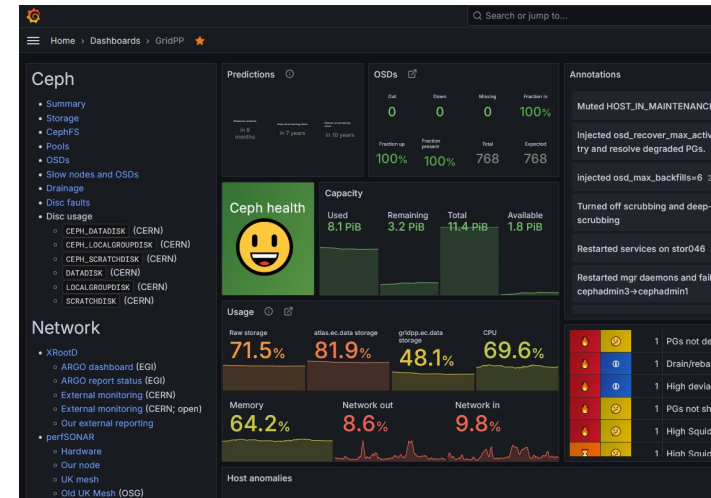 Search or jump to...
Home › Dashboards › GridPP
Ceph
Summary
Storage
CephFS
Pools
OSDs
Slow nodes and OSDs
Drainage
Disc faults
Disc usage
CEPH_DATADISK (CERN)
CEPH_LOCALGROUPDISK (CERN)
CEPH_SCRATCHDISK (CERN)
DATADISK (CERN)
LOCALGROUPDISK (CERN)
SCRATCHDISK (CERN)
Network
XRootD
ARGO dashboard (EGI)
ARGO report status (EGI)
External monitoring (CERN)
External monitoring (CERN; open)
Our external reporting
perfSONAR
Hardware
Our node
UK mesh
Old UK Mesh (OSG)
Predictions
in 9 months
in 7 years
in 10 years
OSDs
Out
Down
Missing
Fraction in
0
0
0
100%
Fraction up
Fraction present
Total
Expected
100%
100%
768
768
Ceph health
Capacity
Used
Remaining
Total
Available
8.1 PiB
3.2 PiB
11.4 PiB
1.8 PiB
Usage
Raw storage
atlas.ec.data storage
gridpp.ec.data storage
CPU
71.5%
81.9%
48.1%
69.6%
Memory
Network out
Network in
64.2%
8.6%
9.8%
Host anomalies
Annotations
Muted HOST_IN_MAINTENANC
Injected osd_recover_max_activ
try and resolve degraded PGs.
injected osd_max_backfills=6 2
Turned off scrubbing and deep-
scrubbing
Restarted services on stor046
Restarted mgr daemons and fail
cephadmin3→cephadmin1
1 PGs not de
1 Drain/reba
1 High devia
1 PGs not sh
1 High Squid
1 High Squid